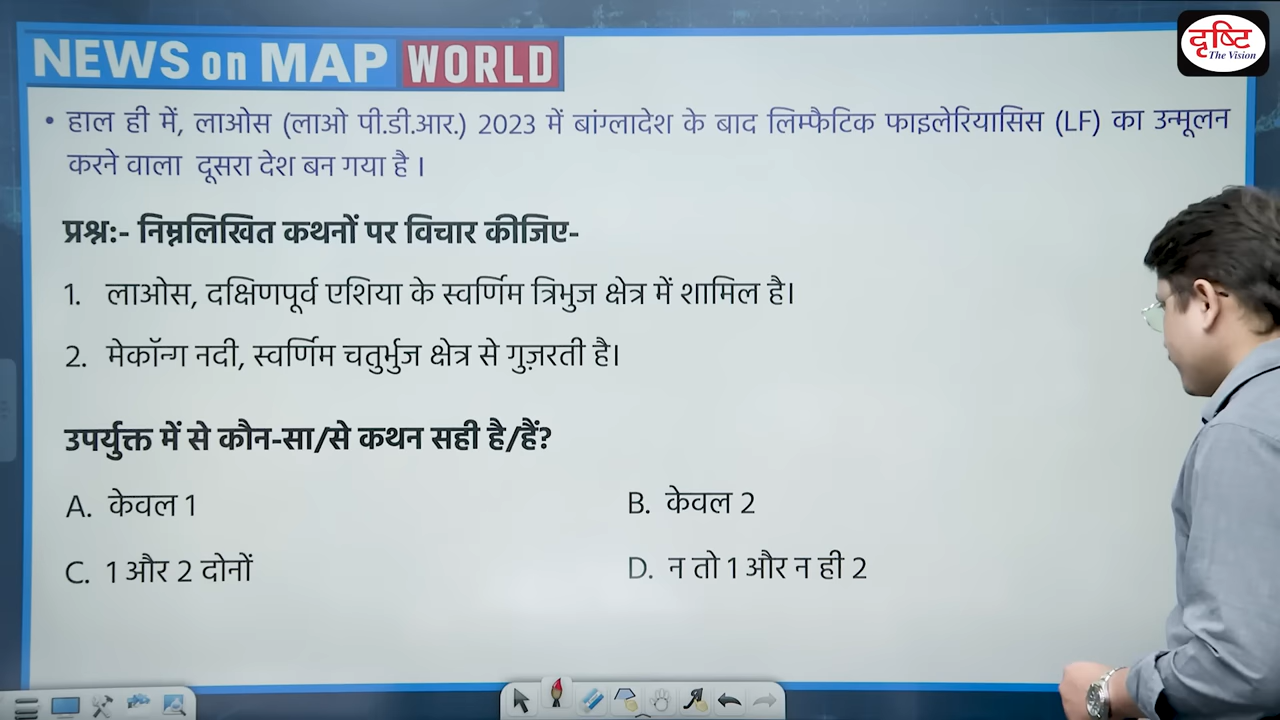 NEWS on MAP WORLD
दृष्टि
The Vision
• हाल ही में, लाओस (लाओ पी.डी.आर.) 2023 में बांग्लादेश के बाद लिम्फैटिक फाइलेरियासिस (LF) का उन्मूलन
करने वाला दूसरा देश बन गया है ।
प्रश्न:- निम्नलिखित कथनों पर विचार कीजिए-
1. लाओस, दक्षिणपूर्व एशिया के स्वर्णिम त्रिभुज क्षेत्र में शामिल है।
2. मेकॉन्ग नदी, स्वर्णिम चतुर्भुज क्षेत्र से गुज़रती है।
उपर्युक्त में से कौन-सा/से कथन सही है/हैं?
A. केवल 1 B. केवल 2
C. 1 और 2 दोनों D. न तो 1 और न ही 2